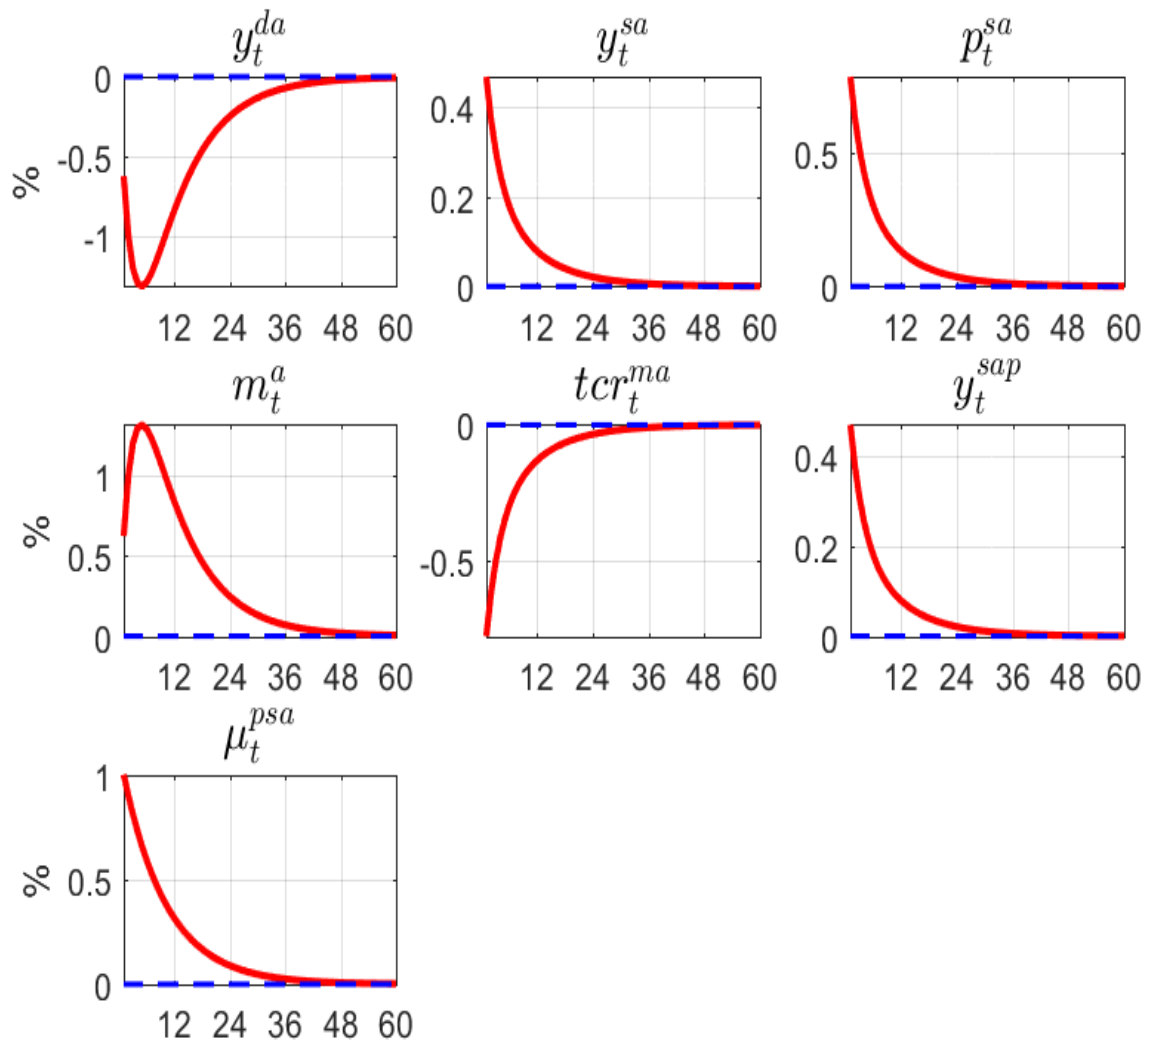 y_t^{da} y_t^{sa} p_t^{sa}
0 -0.5 -1 %
0.4 0.2 0
0.5 0
12 24 36 48 60 12 24 36 48 60 12 24 36 48 60
m_t^a tcr_t^{ma} y_t^{sap}
1 0.5 0 %
0 -0.5
0.4 0.2 0
12 24 36 48 60 12 24 36 48 60 12 24 36 48 60
μ_t^{psa}
1 0.5 0 %
12 24 36 48 60